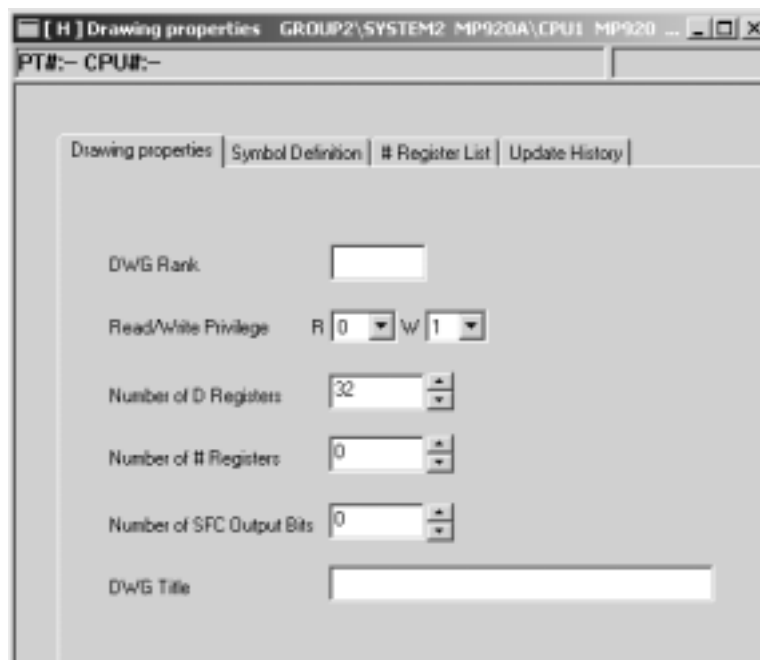 [ H ] Drawing properties GROUP2\SYSTEM2 MP920A\CPU1 MP920 ...
PT#:– CPU#:–
Drawing properties Symbol Definition # Register List Update History
DWG Rank
Read/Write Privilege R 0 W 1
Number of D Registers 32
Number of # Registers 0
Number of SFC Output Bits 0
DWG Title